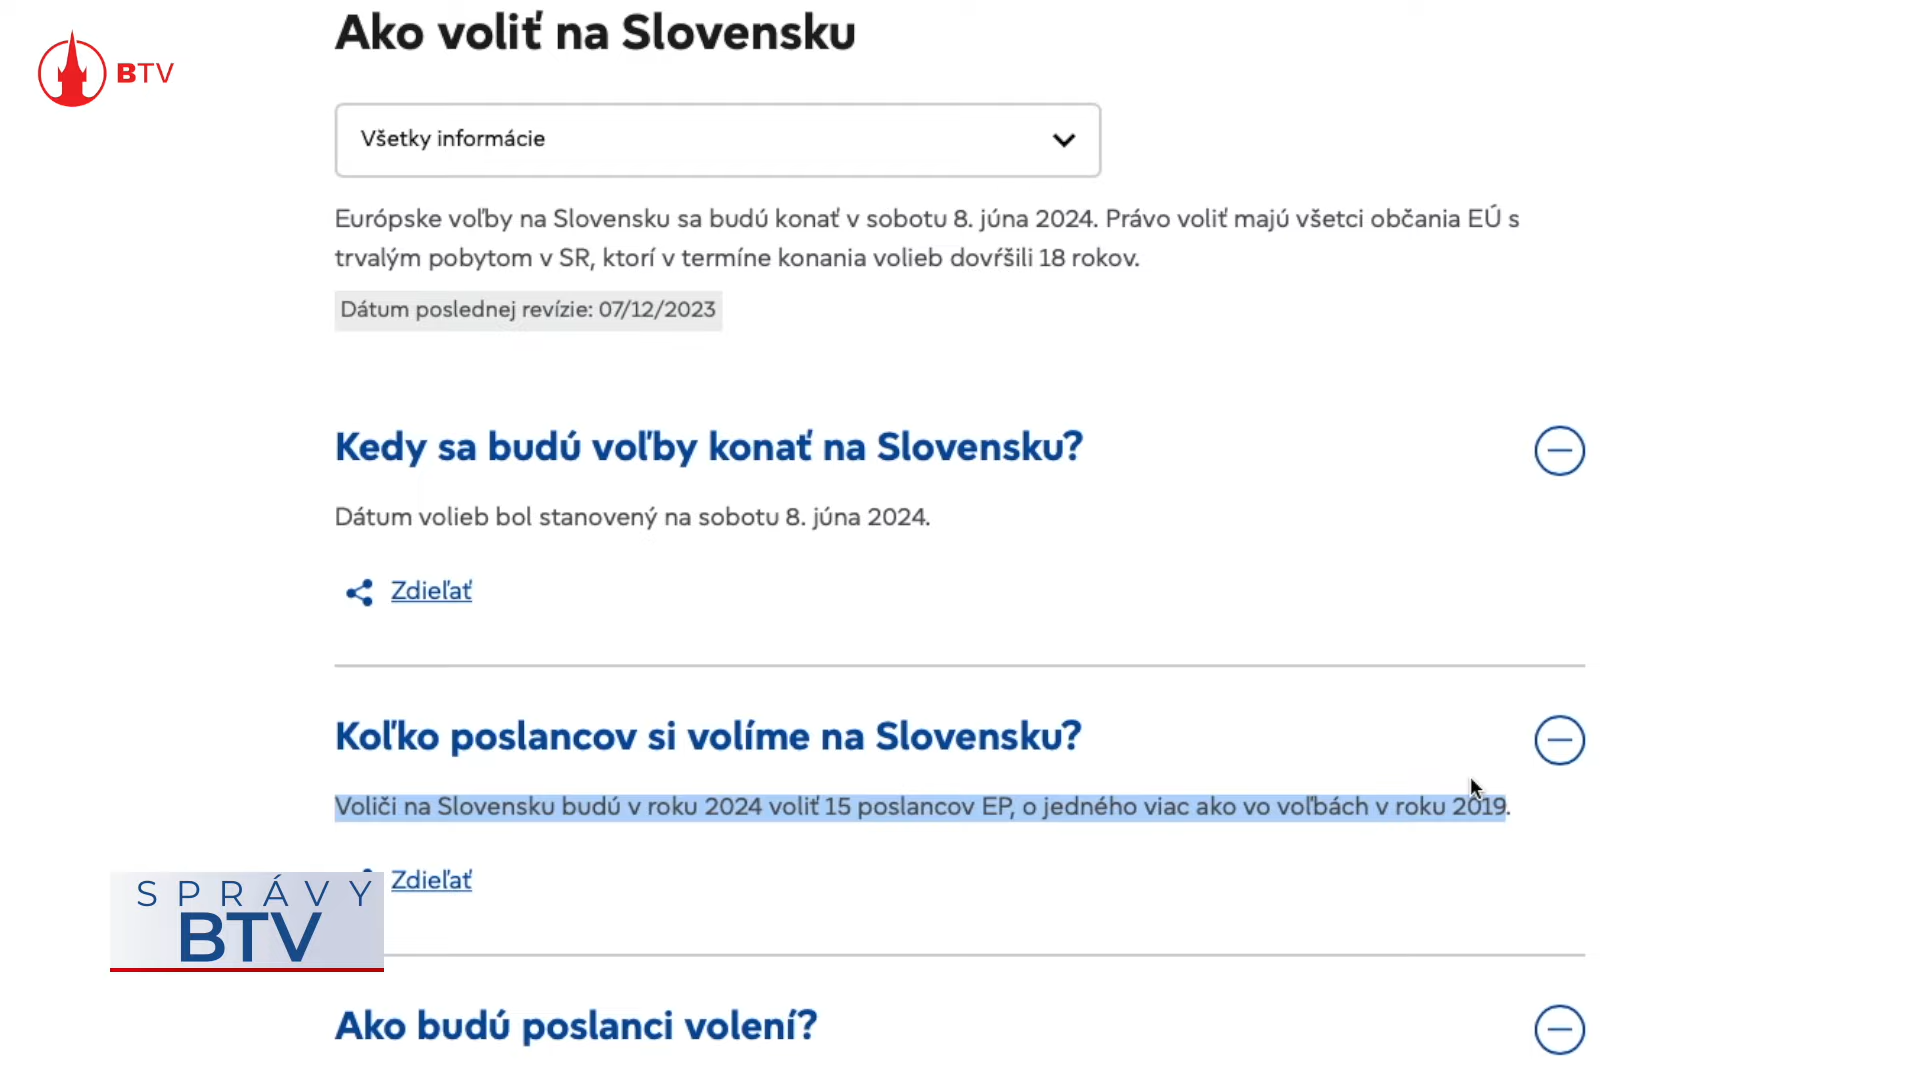 Ako voliť na Slovensku
BTV
Všetky informácie
Európske voľby na Slovensku sa budú konať v sobotu 8. júna 2024. Právo voliť majú všetci občania EÚ s
trvalým pobytom v SR, ktorí v termíne konania volieb dovŕšili 18 rokov.
Dátum poslednej revízie: 07/12/2023
Kedy sa budú voľby konať na Slovensku?
Dátum volieb bol stanovený na sobotu 8. júna 2024.
Zdieľať
Koľko poslancov si volíme na Slovensku?
Voliči na Slovensku budú v roku 2024 voliť 15 poslancov EP, o jedného viac ako vo voľbách v roku 2019.
Zdieľať
SPRÁVY
BTV
Ako budú poslanci volení?